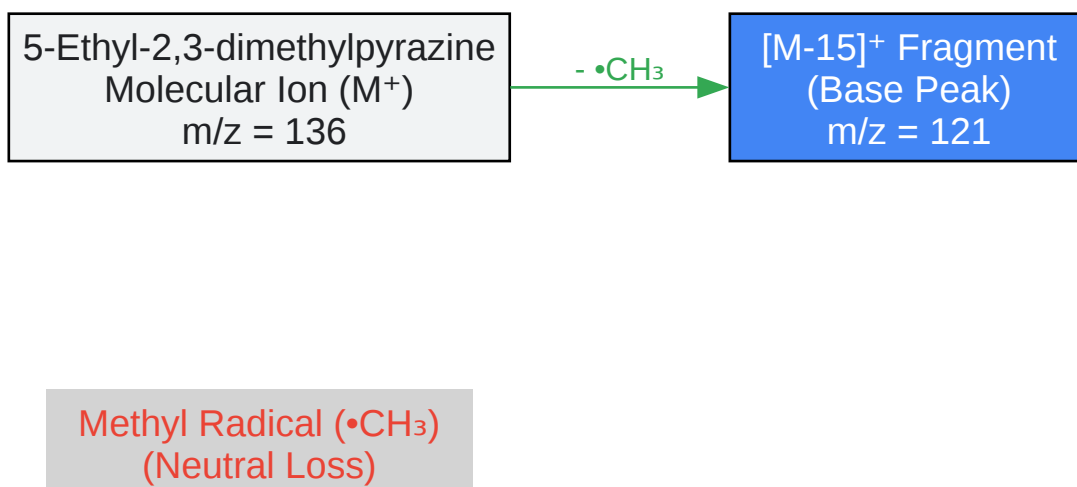 5-Ethyl-2,3-dimethylpyrazine
Molecular Ion (M⁺)
m/z = 136
- •CH₃
[M-15]⁺ Fragment
(Base Peak)
m/z = 121
Methyl Radical (•CH₃)
(Neutral Loss)